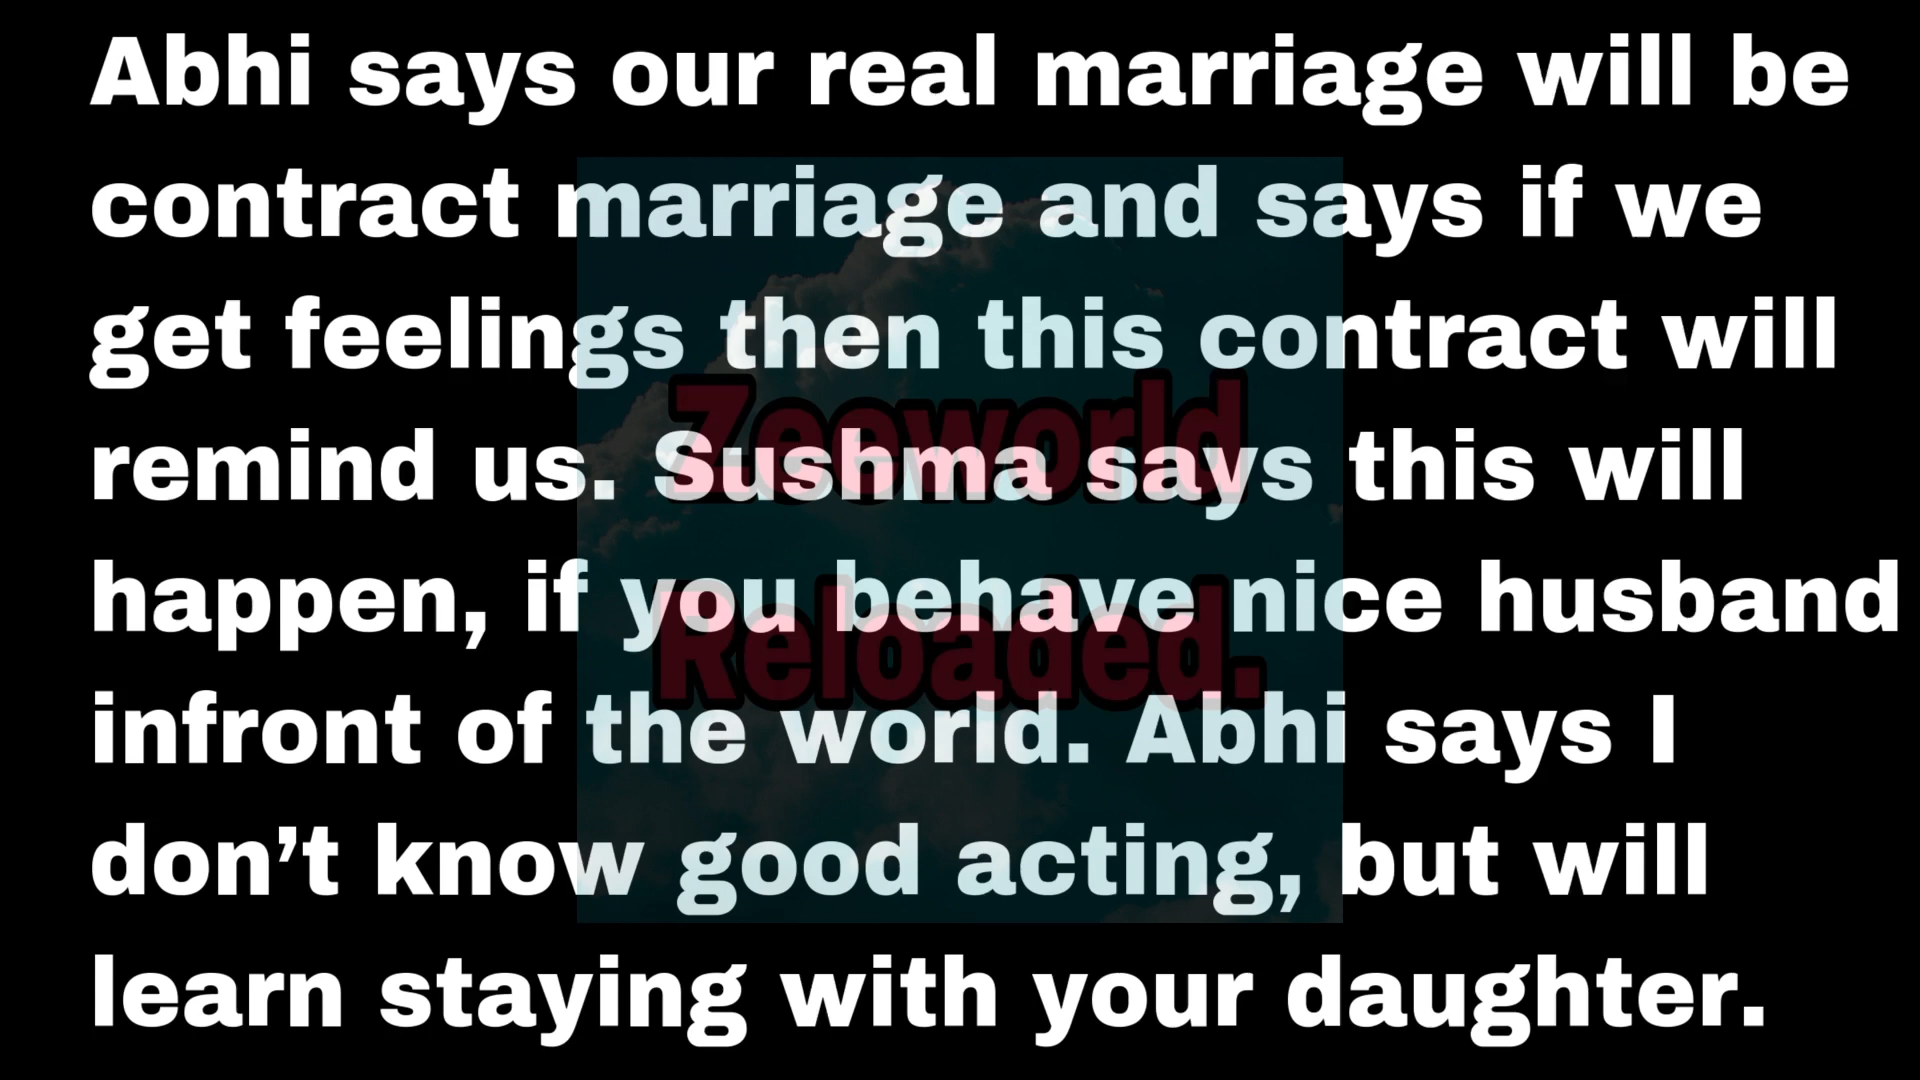 Abhi says our real marriage will be
contract marriage and says if we
get feelings then this contract will
remind us. Sushma says this will
happen, if you behave nice husband
infront of the world. Abhi says I
don’t know good acting, but will
learn staying with your daughter.
Zeeworld
Reloaded.